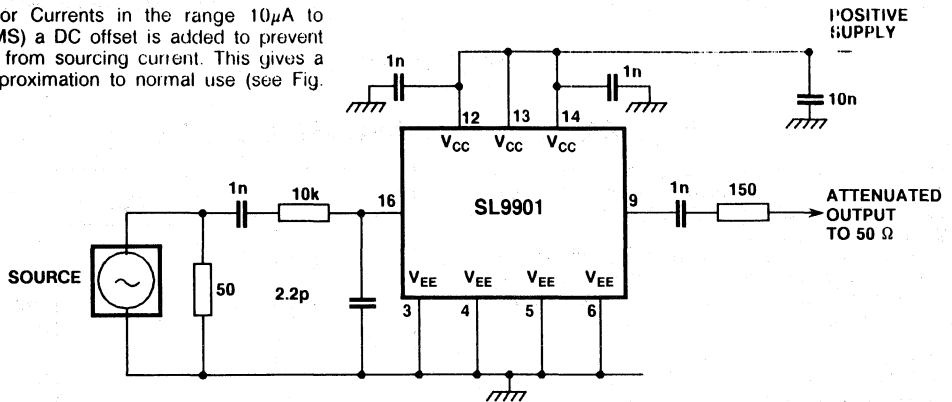 or Currents in the range 10µA to
MS) a DC offset is added to prevent
from sourcing current. This gives a
proximation to normal use (see Fig.
POSITIVE
SUPPLY
1n
1n
10n
12
13
14
VCC
VCC
VCC
1n
10k
16
SL9901
9
1n
150
ATTENUATED
OUTPUT
TO 50 Ω
SOURCE
50
2.2p
VEE
VEE
VEE
VEE
3
4
5
6